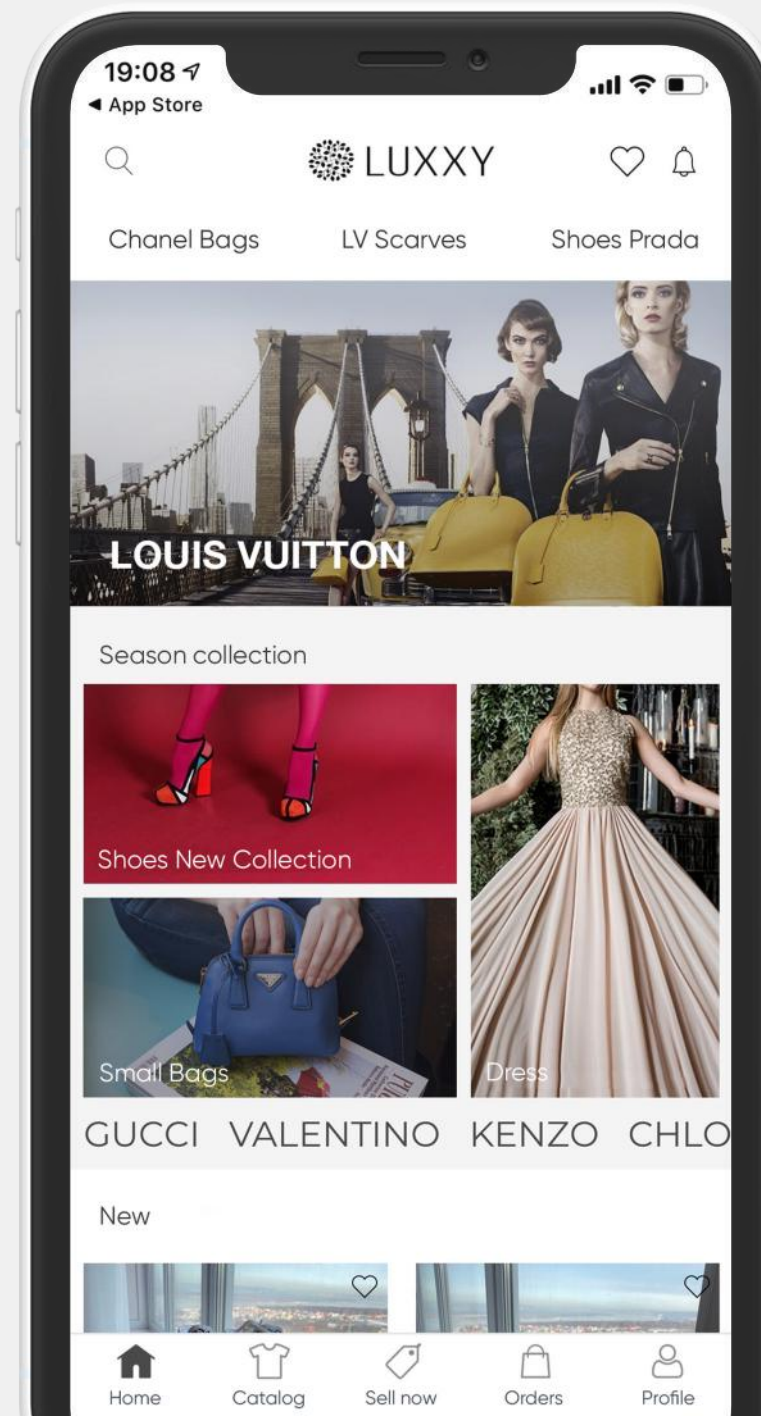 19:08
◀ App Store
LUXXY
Chanel Bags LV Scarves Shoes Prada
LOUIS VUITTON
Season collection
Shoes New Collection
Small Bags
Dress
GUCCI VALENTINO KENZO CHLO
New
Home Catalog Sell now Orders Profile